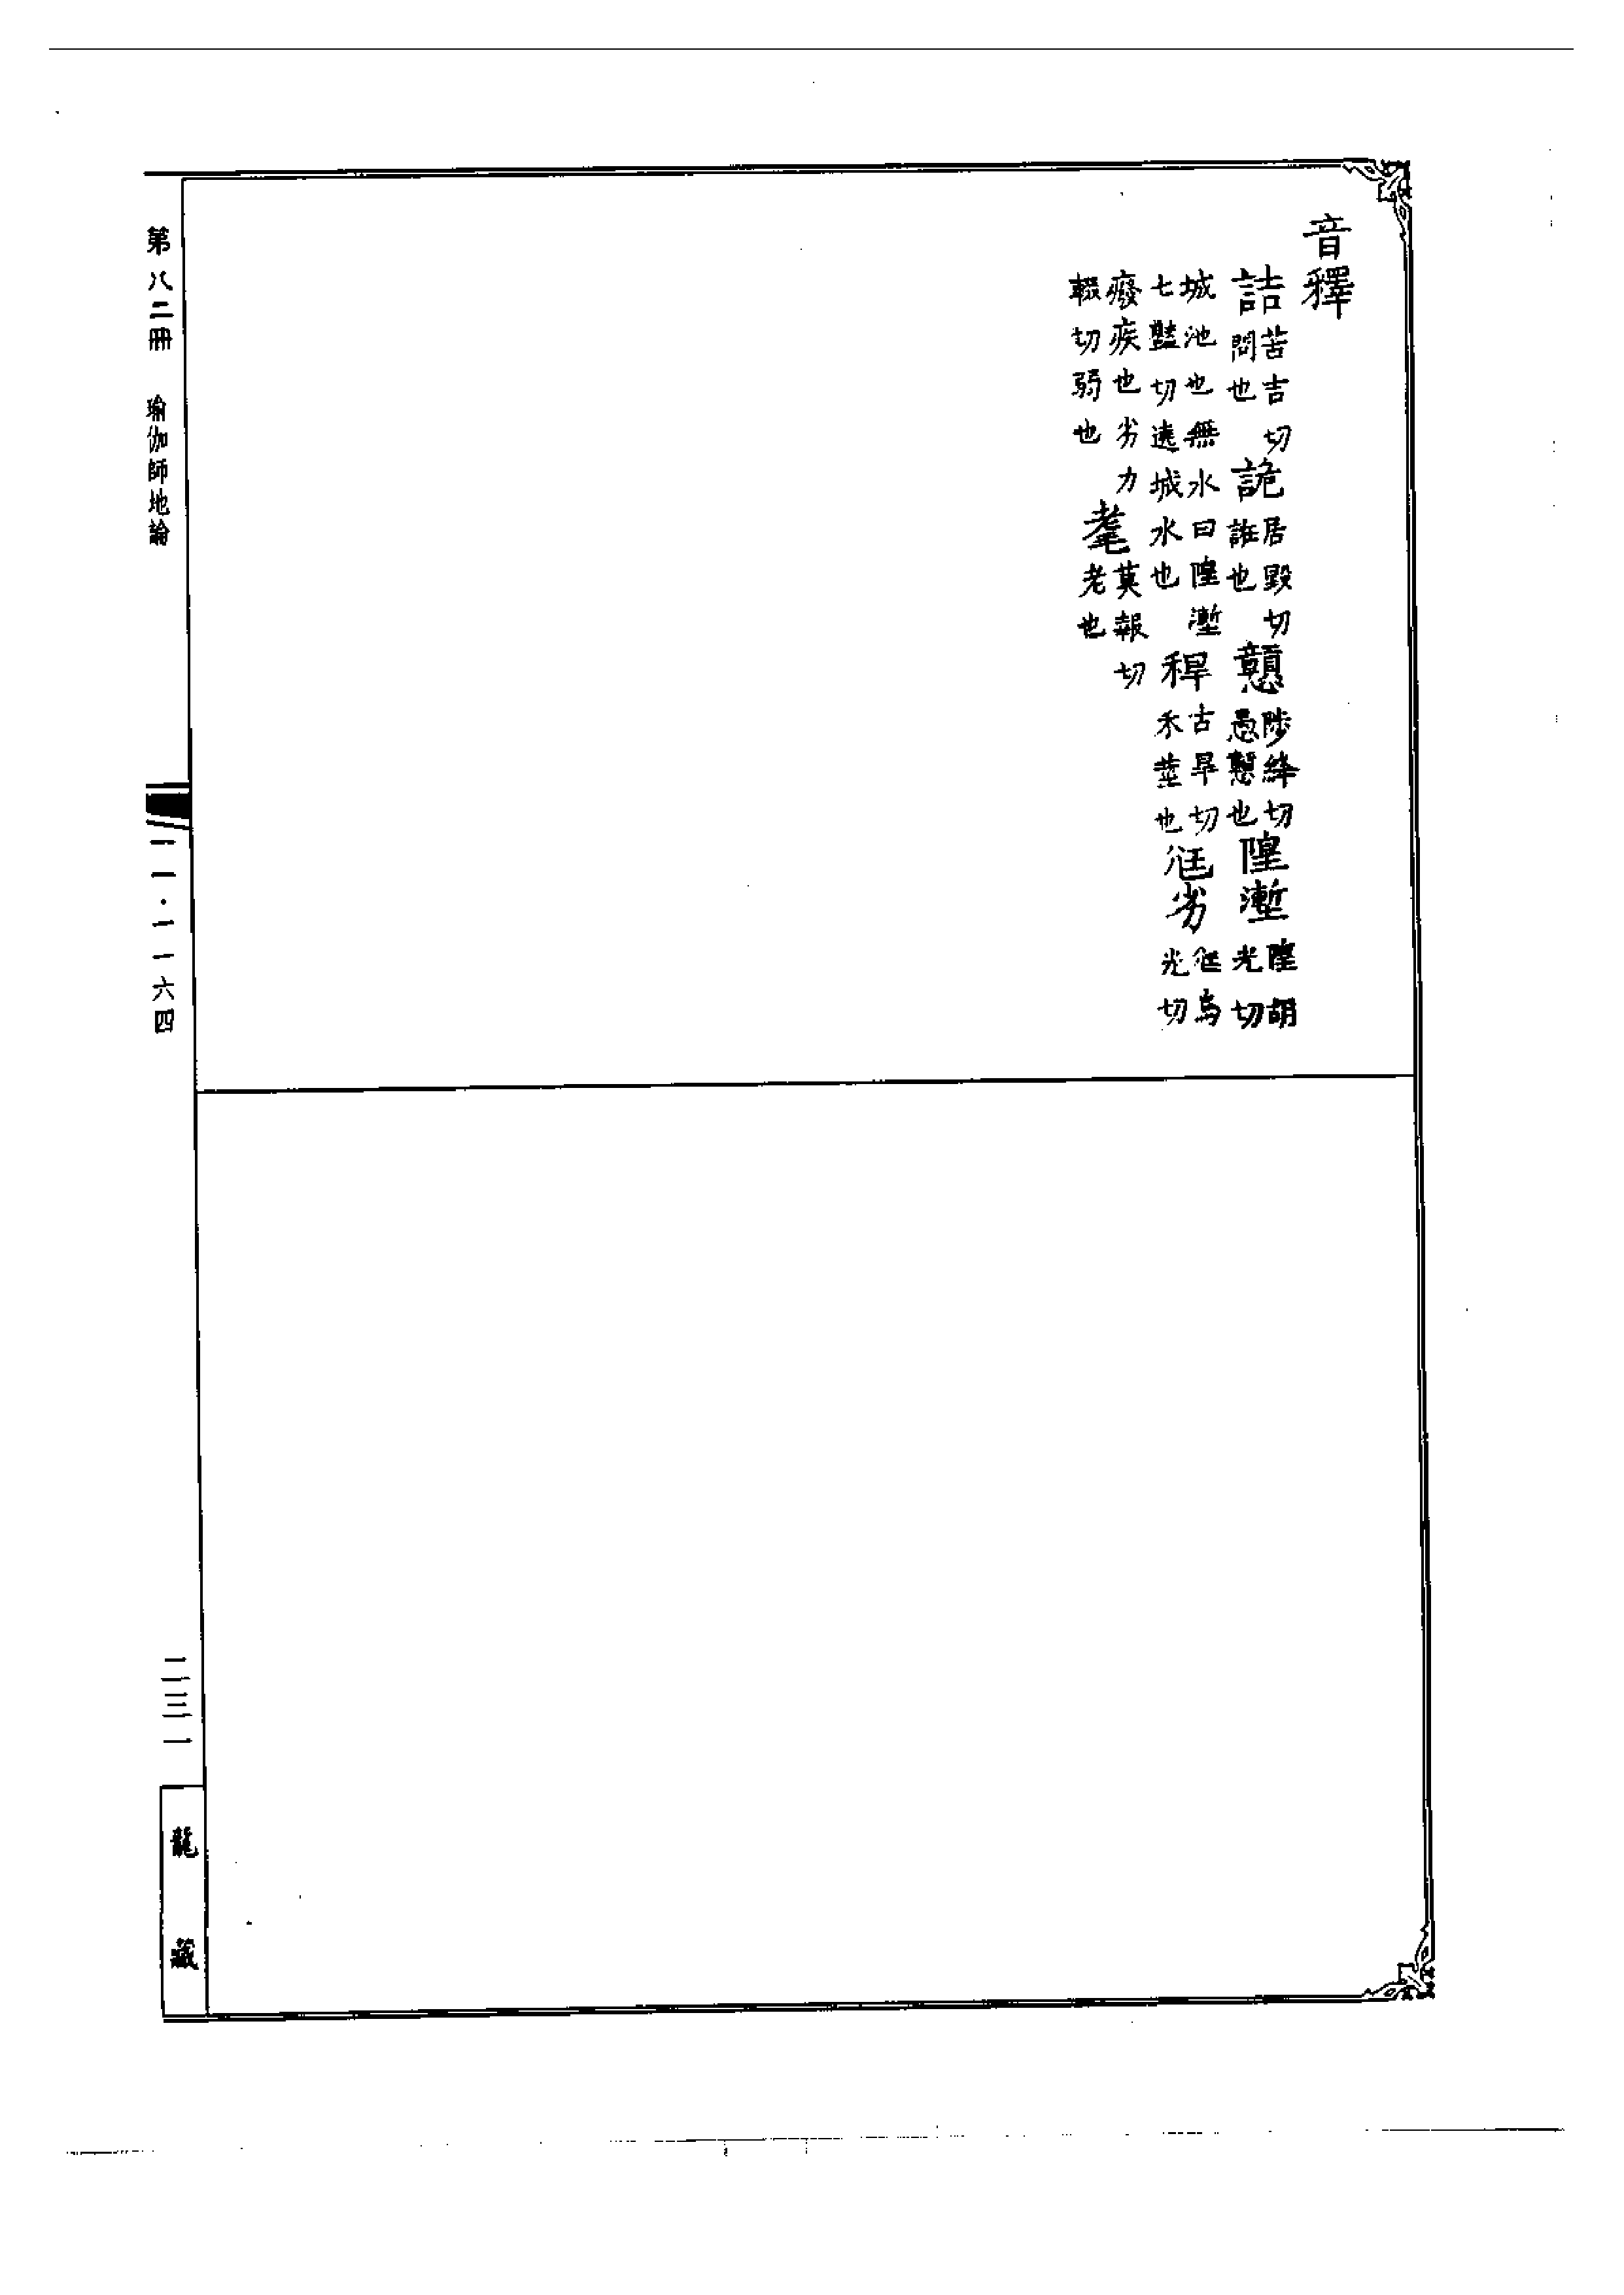 音釋
詰苦吉切問也 詭居毀切詐也 戇陟絳切愚戇也 隍塹隍胡光切
城池也無水曰隍塹七豔切遶城水也 稈古旱切禾莖也 尪劣尪烏光切
癈疾也劣力輟切弱也 耄莫報切老也
第八二冊 瑜伽師地論
一一·一一六四
二三一
龍藏